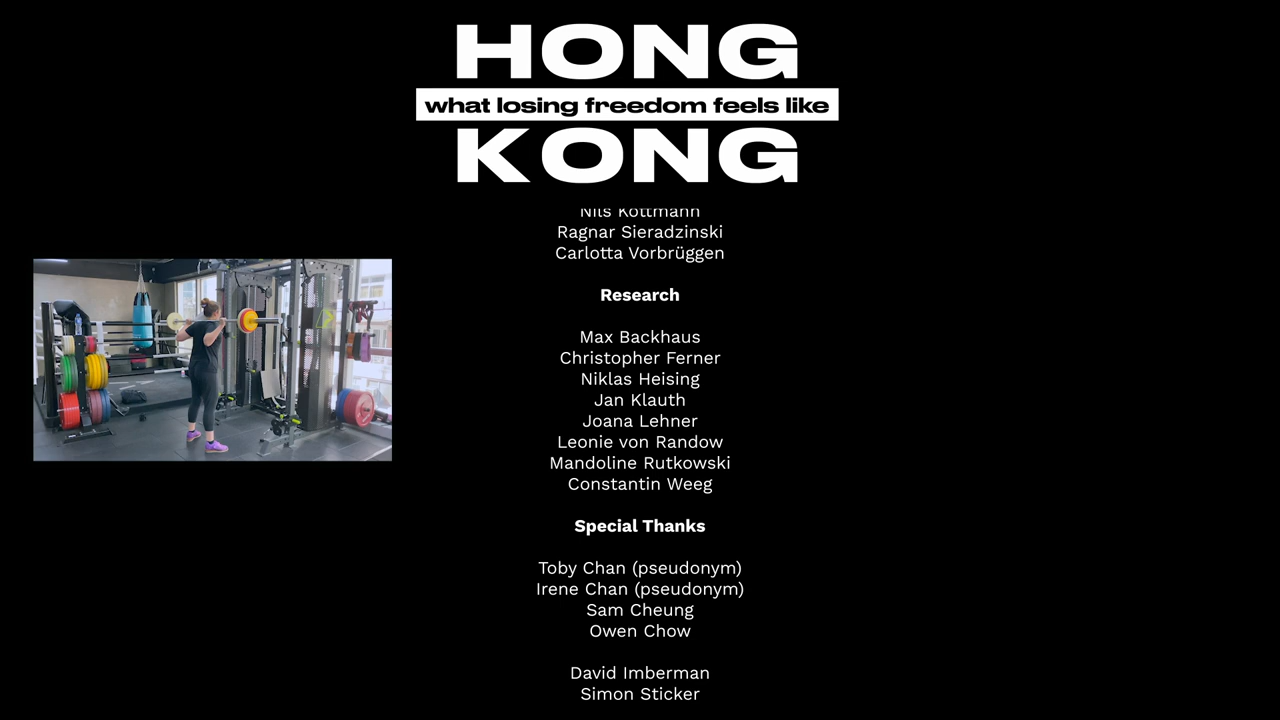 HONG
what losing freedom feels like
KONG
Nils Kottmann
Ragnar Sieradzinski
Carlotta Vorbrüggen
Research
Max Backhaus
Christopher Ferner
Niklas Heising
Jan Klauth
Joana Lehner
Leonie von Randow
Mandoline Rutkowski
Constantin Weeg
Special Thanks
Toby Chan (pseudonym)
Irene Chan (pseudonym)
Sam Cheung
Owen Chow
David Imberman
Simon Sticker